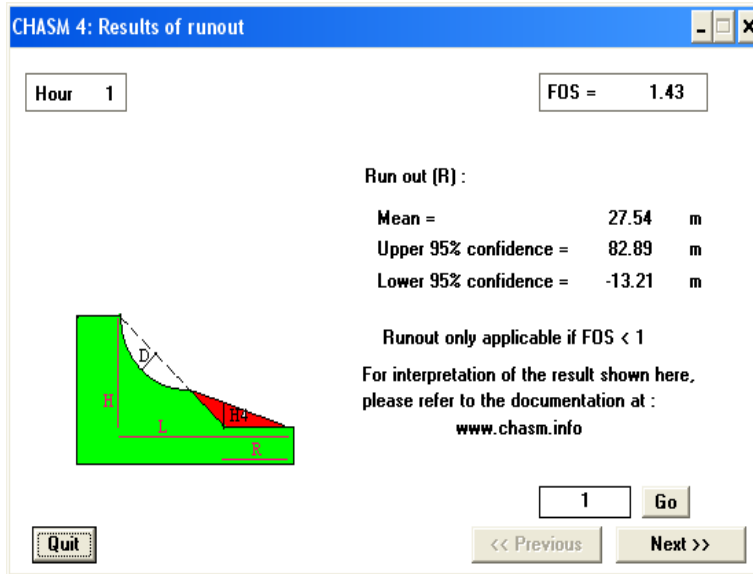 CHASM 4: Results of runout
Hour 1
FOS = 1.43
Run out (R) :
Mean = 27.54 m
Upper 95% confidence = 82.89 m
Lower 95% confidence = -13.21 m
Runout only applicable if FOS < 1
For interpretation of the result shown here,
please refer to the documentation at :
www.chasm.info
D
H
H4
L
R
1 Go
Quit
<< Previous
Next >>